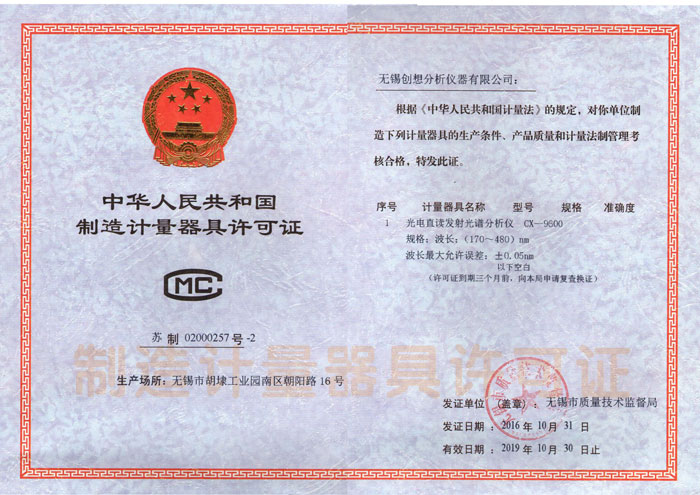 中华人民共和国
制造计量器具许可证
CMC
苏 制 02000257 号 -2
生产场所：无锡市胡埭工业园南区朝阳路 16 号
无锡创想分析仪器有限公司：
根据《中华人民共和国计量法》的规定，对你单位制
造下列计量器具的生产条件、产品质量和计量法制管理考
核合格，特发此证。
序号 计量器具名称 型号 规格 准确度
1 光电直读发射光谱分析仪 CX-9600
规格：波长：（170～480）nm
波长最大允许误差：±0.05nm
以下空白
（许可证到期三个月前，向本局申请复查换证）
制造计量器具许可证
发证单位 （盖章）：无锡市质量技术监督局
发证日期：2016 年 10 月 31 日
有效日期：2019 年 10 月 30 日止